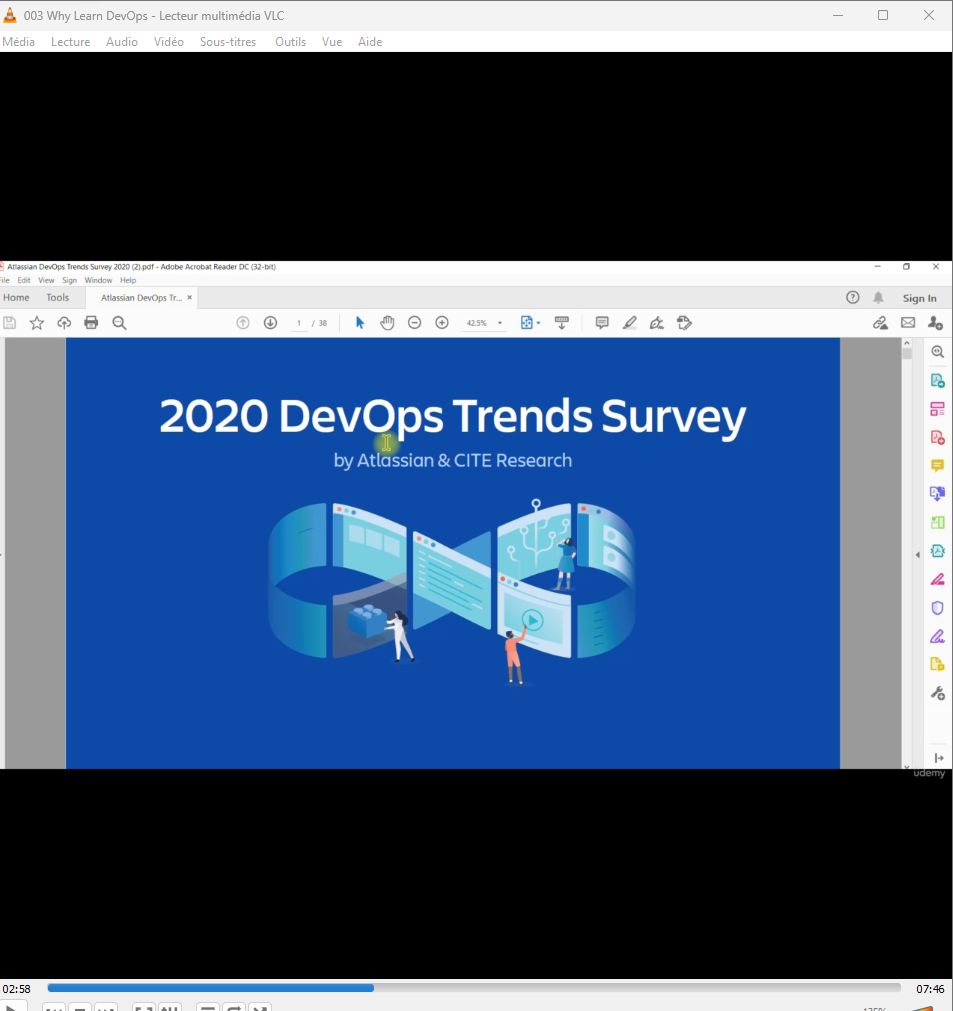 003 Why Learn DevOps - Lecteur multimédia VLC
Média Lecture Audio Vidéo Sous-titres Outils Vue Aide
Atlassian DevOps Trends Survey 2020 (2).pdf - Adobe Acrobat Reader DC (32-bit)
File Edit View Sign Window Help
Home Tools Atlassian DevOps Tr... × Sign In
1 / 38 42.5%
2020 DevOps Trends Survey
by Atlassian & CITE Research
udemy
02:58 07:46